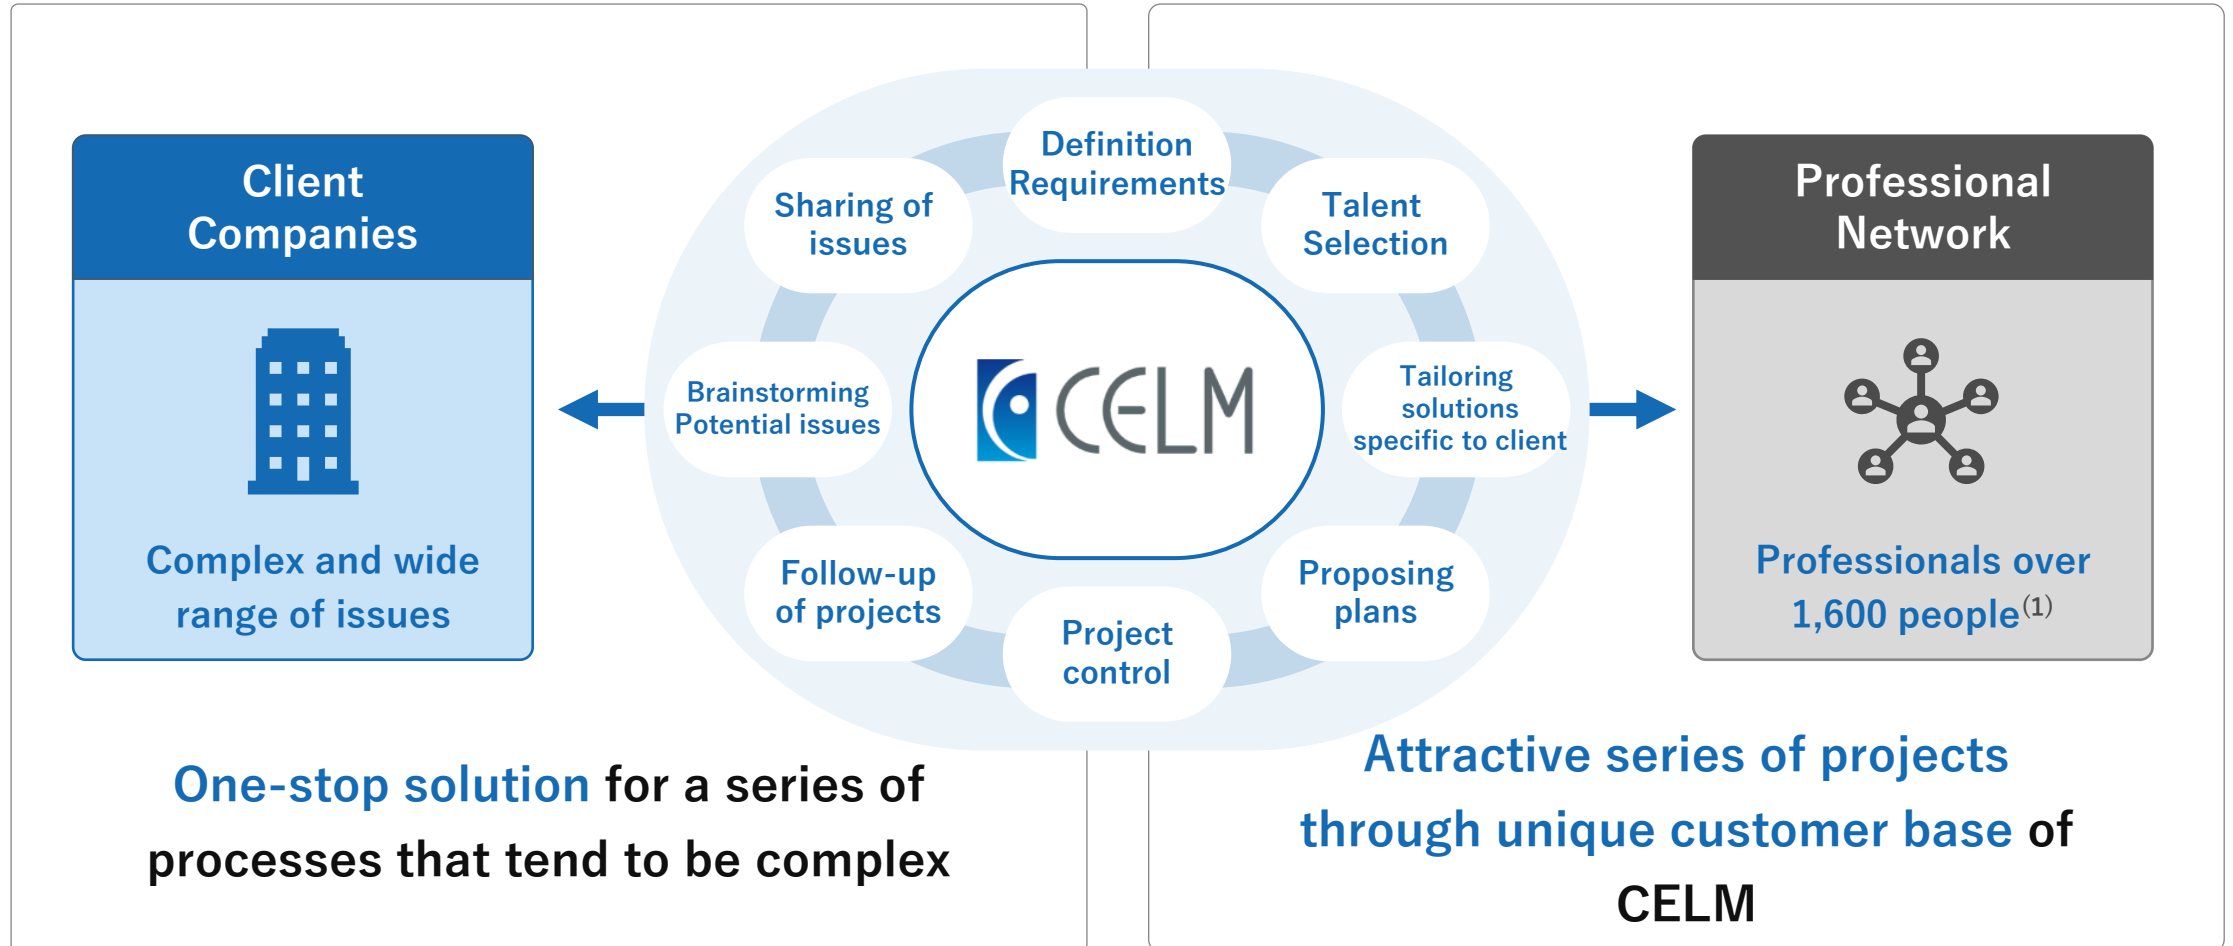 Client
Companies
Complex and wide
range of issues
One-stop solution for a series of
processes that tend to be complex
Definition
Requirements
Sharing of
issues
Talent
Selection
Brainstorming
Potential issues
CELM
Tailoring
solutions
specific to client
Follow-up
of projects
Proposing
plans
Project
control
Professional
Network
Professionals over
1,600 people(1)
Attractive series of projects
through unique customer base of
CELM